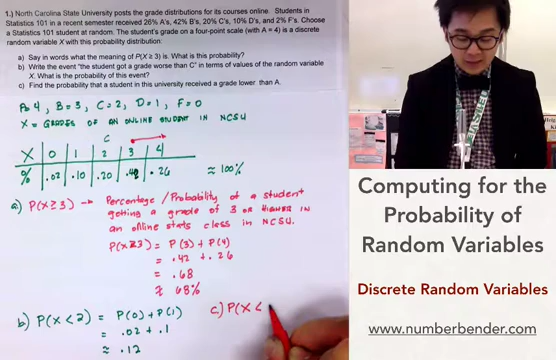 1.) North Carolina State University posts the grade distributions for its courses online. Students in
Statistics 101 in a recent semester received 26% A's, 42% B's, 20% C's, 10% D's, and 2% F's. Choose
a Statistics 101 student at random. The student's grade on a four-point scale (with A = 4) is a discrete
random variable X with this probability distribution:
a) Say in words what the meaning of P(X ≥ 3) is. What is this probability?
b) Write the event "the student got a grade worse than C" in terms of values of the random variable
X. What is the probability of this event?
c) Find the probability that a student in this university received a grade lower than A.
A=4, B=3, C=2, D=1, F=0
X = GRADES OF AN ONLINE STUDENT IN NCSU
C
X | 0 | 1 | 2 | 3 | 4
% | .02 | .10 | .20 | .42 | .26 ≈ 100%
a) P(X≥3) → Percentage/Probability of a student
getting a grade of 3 OR HIGHER IN
an online stats class in NCSU.
P(X≥3) = P(3) + P(4)
= .42 + .26
= .68
≈ 68%
b) P(X<2) = P(0) + P(1)
= .02 + .1
≈ .12
c.) P(X <
Computing for the
Probability of
Random Variables
Discrete Random Variables
www.numberbender.com